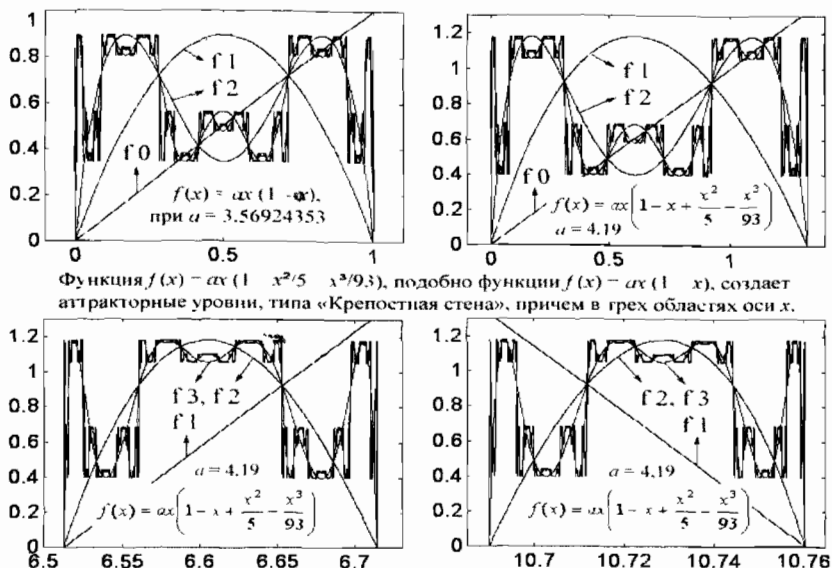 1
0.8
0.6
0.4
0.2
0
f 1
f 2
f 0
f(x) = ax (1 - x),
при a = 3.56924353
0 0.5 1
1.2
1
0.8
0.6
0.4
0.2
0
f 1
f 2
f 0
f(x) = ax(1 − x + x²/5 − x³/93)
a = 4.19
0 0.5 1
Функция f (x) = ax (1 x²/5 x³/93), подобно функции f (x) = ax (1 x), создает
аттракторные уровни, типа «Крепостная стена», причем в трех областях оси x.
1.2
1
0.8
0.6
0.4
0.2
0
f 3, f 2
f 1
a = 4.19
f(x) = ax(1 − x + x²/5 − x³/93)
6.5 6.55 6.6 6.65 6.7
1.2
1
0.8
0.6
0.4
0.2
0
f 2, f 3
f 1
a = 4.19
f(x) = ax(1 − x + x²/5 − x³/93)
10.7 10.72 10.74 10.76